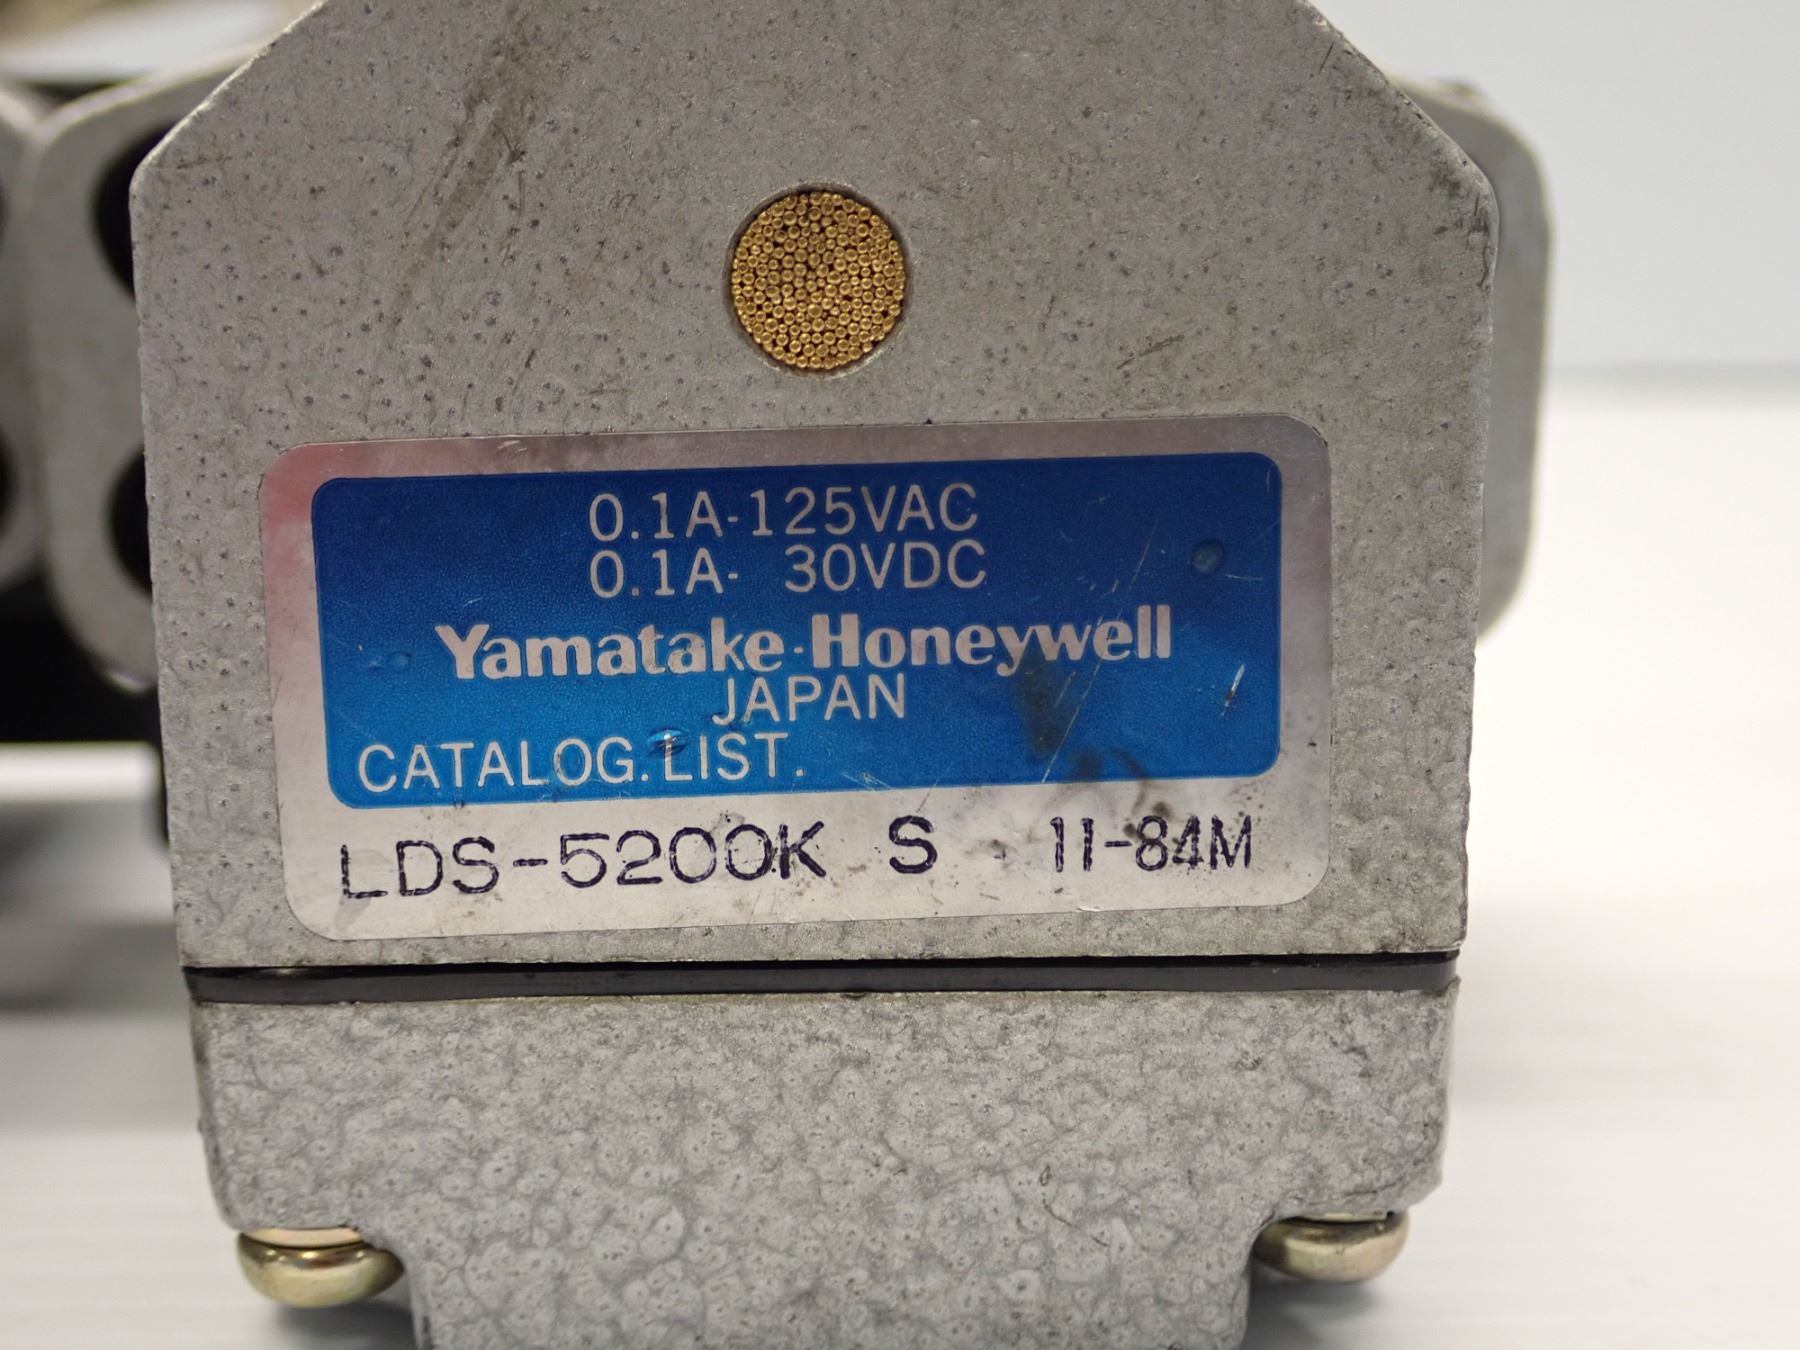 0.1A-125VAC
0.1A- 30VDC
Yamatake-Honeywell
JAPAN
CATALOG.LIST.
LDS-5200K S 11-84M